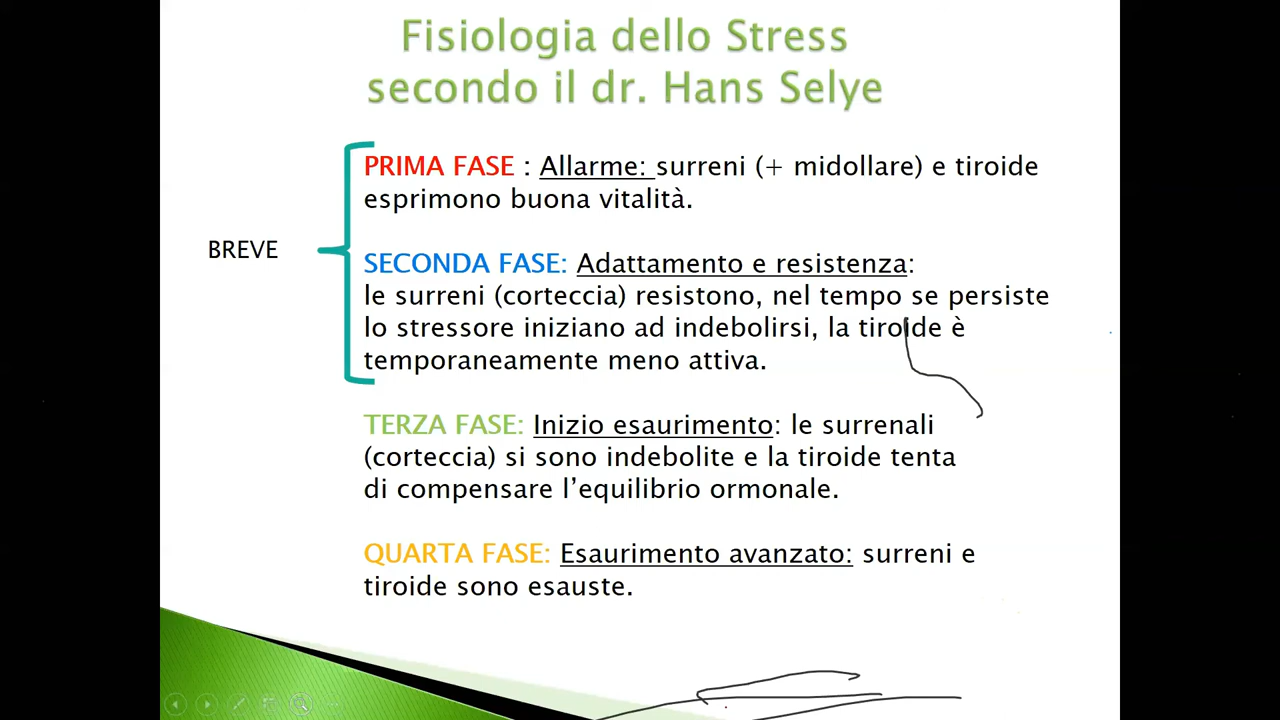 Fisiologia dello Stress
secondo il dr. Hans Selye
PRIMA FASE : Allarme: surreni (+ midollare) e tiroide
esprimono buona vitalità.
BREVE
SECONDA FASE: Adattamento e resistenza:
le surreni (corteccia) resistono, nel tempo se persiste
lo stressore iniziano ad indebolirsi, la tiroide è
temporaneamente meno attiva.
TERZA FASE: Inizio esaurimento: le surrenali
(corteccia) si sono indebolite e la tiroide tenta
di compensare l’equilibrio ormonale.
QUARTA FASE: Esaurimento avanzato: surreni e
tiroide sono esauste.